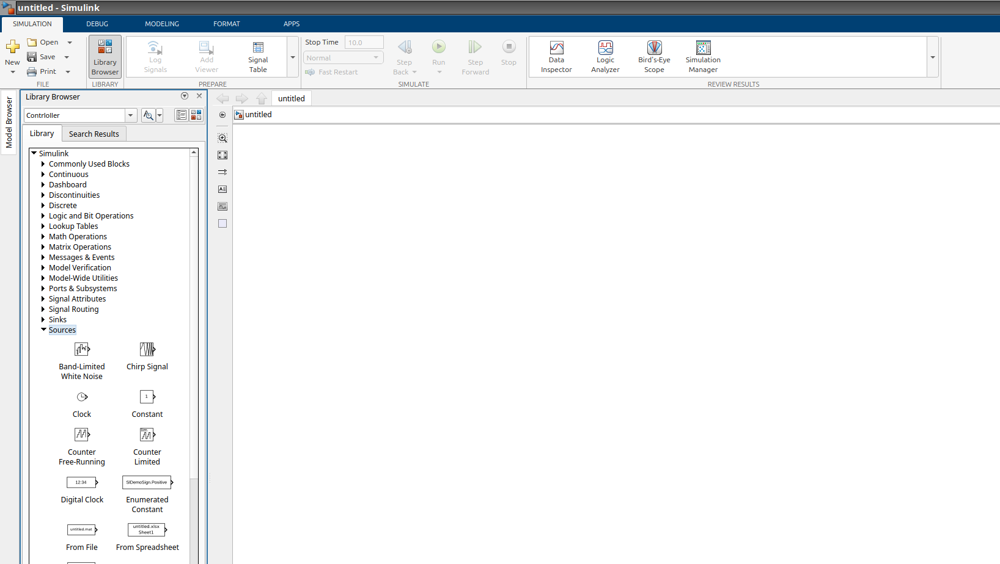 untitled - Simulink
SIMULATION DEBUG MODELING FORMAT APPS
New
Open
Save
Print
FILE
Library
Browser
LIBRARY
Log
Signals
Add
Viewer
Signal
Table
PREPARE
Stop Time 10.0
Normal
Fast Restart
Step
Back
Run
Step
Forward
Stop
SIMULATE
Data
Inspector
Logic
Analyzer
Bird's-Eye
Scope
Simulation
Manager
REVIEW RESULTS
Model Browser
Library Browser
Contrloller
Library Search Results
Simulink
Commonly Used Blocks
Continuous
Dashboard
Discontinuities
Discrete
Logic and Bit Operations
Lookup Tables
Math Operations
Matrix Operations
Messages & Events
Model Verification
Model-Wide Utilities
Ports & Subsystems
Signal Attributes
Signal Routing
Sinks
Sources
Band-Limited
White Noise
Chirp Signal
Clock
1
Constant
Counter
Free-Running
lim
Counter
Limited
12:34
Digital Clock
SlDemoSign.Positive
Enumerated
Constant
untitled.mat
From File
untitled.xlsx
Sheet1
From Spreadsheet
untitled
untitled
A